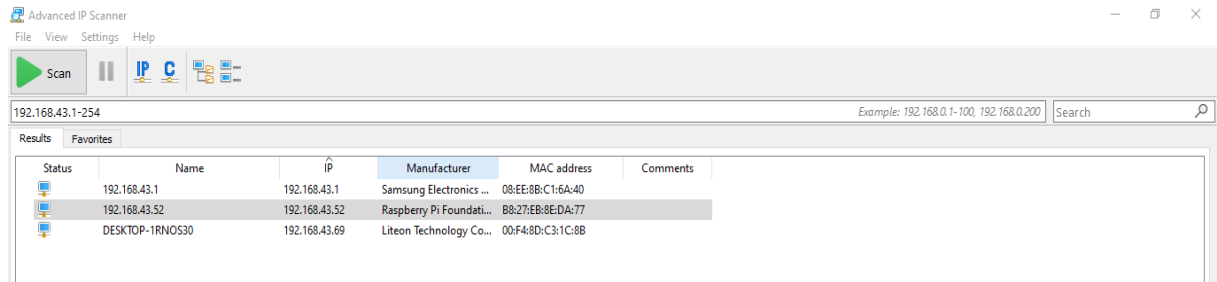 Advanced IP Scanner
File View Settings Help
Scan IP C
192.168.43.1-254 Example: 192.168.0.1-100, 192.168.0.200 Search
Results Favorites
Status Name IP Manufacturer MAC address Comments
192.168.43.1 192.168.43.1 Samsung Electronics ... 08:EE:8B:C1:6A:40
192.168.43.52 192.168.43.52 Raspberry Pi Foundati... B8:27:EB:8E:DA:77
DESKTOP-1RNOS30 192.168.43.69 Liteon Technology Co... 00:F4:8D:C3:1C:8B